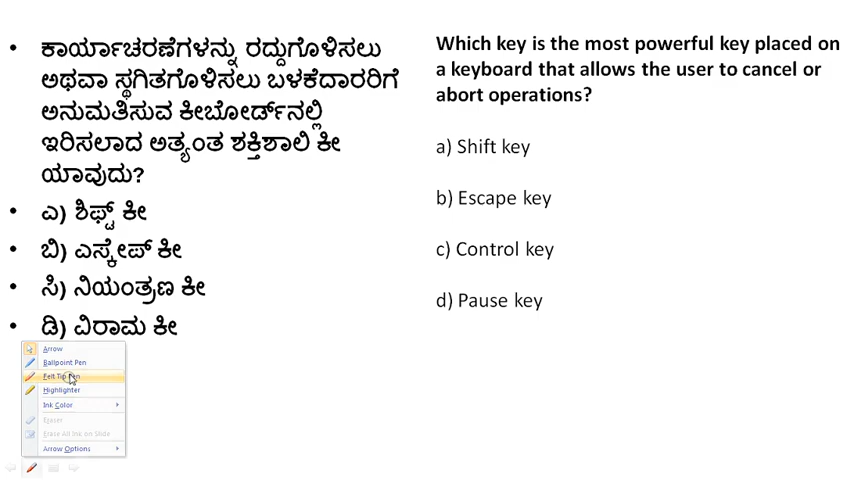 • ಕಾರ್ಯಾಚರಣೆಗಳನ್ನು ರದ್ದುಗೊಳಿಸಲು
ಅಥವಾ ಸ್ಥಗಿತಗೊಳಿಸಲು ಬಳಕೆದಾರರಿಗೆ
ಅನುಮತಿಸುವ ಕೀಬೋರ್ಡ್‌ನಲ್ಲಿ
ಇರಿಸಲಾದ ಅತ್ಯಂತ ಶಕ್ತಿಶಾಲಿ ಕೀ
ಯಾವುದು?
• ಎ) ಶಿಫ್ಟ್ ಕೀ
• ಬಿ) ಎಸ್ಕೇಪ್ ಕೀ
• ಸಿ) ನಿಯಂತ್ರಣ ಕೀ
• ಡಿ) ವಿರಾಮ ಕೀ
Which key is the most powerful key placed on
a keyboard that allows the user to cancel or
abort operations?
a) Shift key
b) Escape key
c) Control key
d) Pause key
Arrow
Ballpoint Pen
Felt Tip Pen
Highlighter
Ink Color
Eraser
Erase All Ink on Slide
Arrow Options